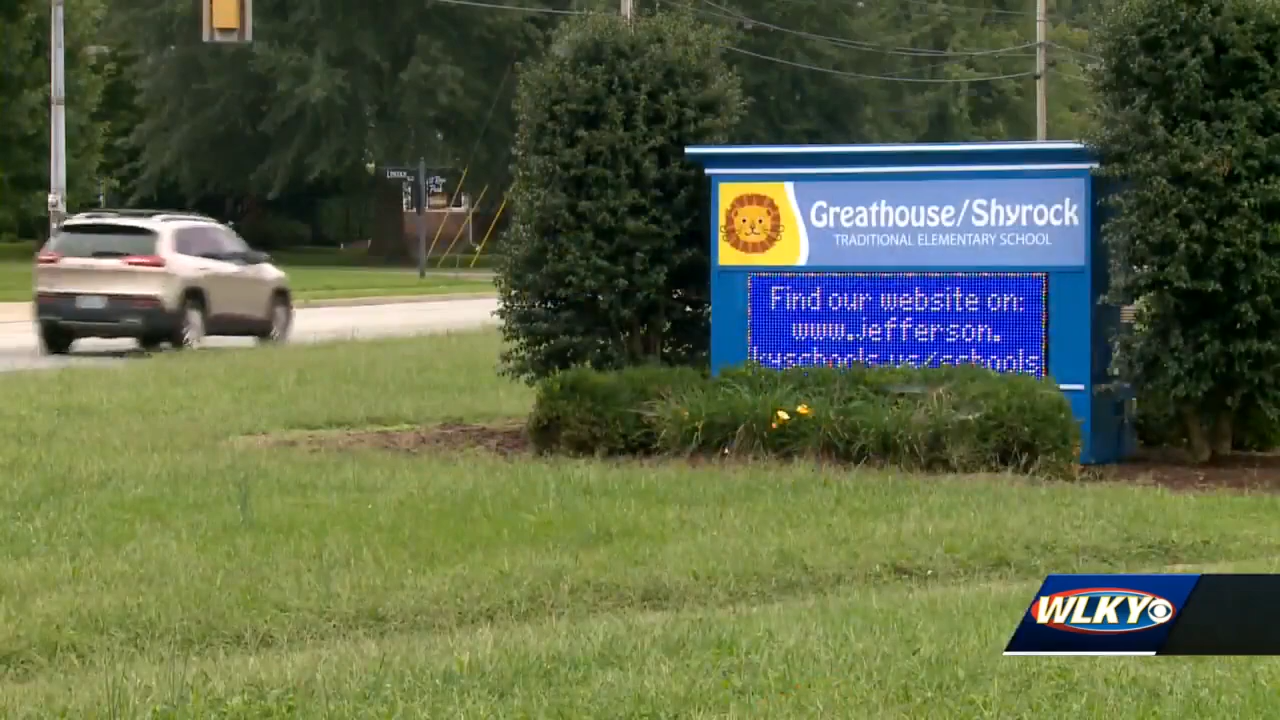 Greathouse/Shyrock
TRADITIONAL ELEMENTARY SCHOOL
Find our website on:
www.Jefferson.
kyschools.us/schools
WLKY